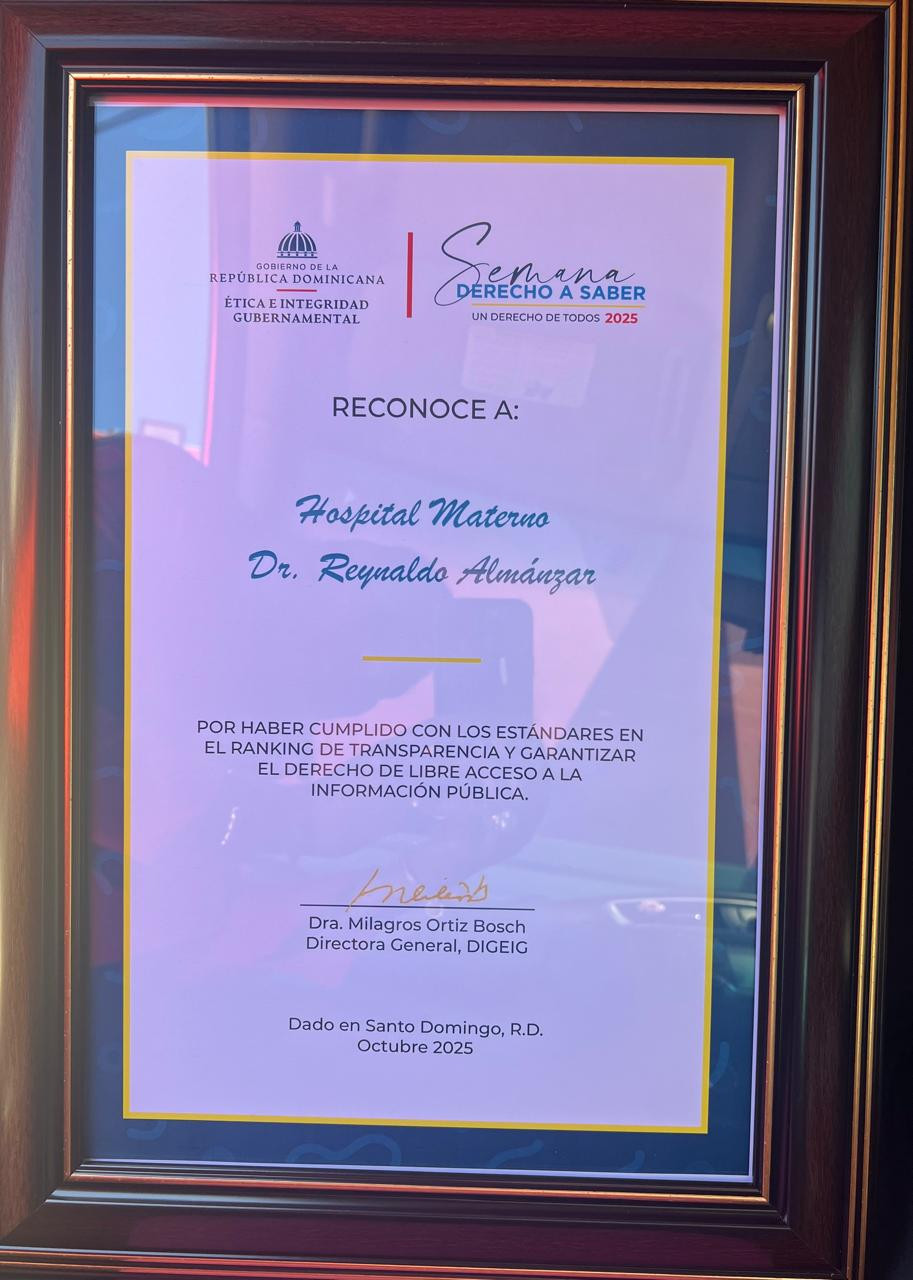 GOBIERNO DE LA
REPÚBLICA DOMINICANA
ÉTICA E INTEGRIDAD
GUBERNAMENTAL
Semana
DERECHO A SABER
UN DERECHO DE TODOS 2025
RECONOCE A:
Hospital Materno
Dr. Reynaldo Almánzar
POR HABER CUMPLIDO CON LOS ESTÁNDARES EN
EL RANKING DE TRANSPARENCIA Y GARANTIZAR
EL DERECHO DE LIBRE ACCESO A LA
INFORMACIÓN PÚBLICA.
Dra. Milagros Ortiz Bosch
Directora General, DIGEIG
Dado en Santo Domingo, R.D.
Octubre 2025